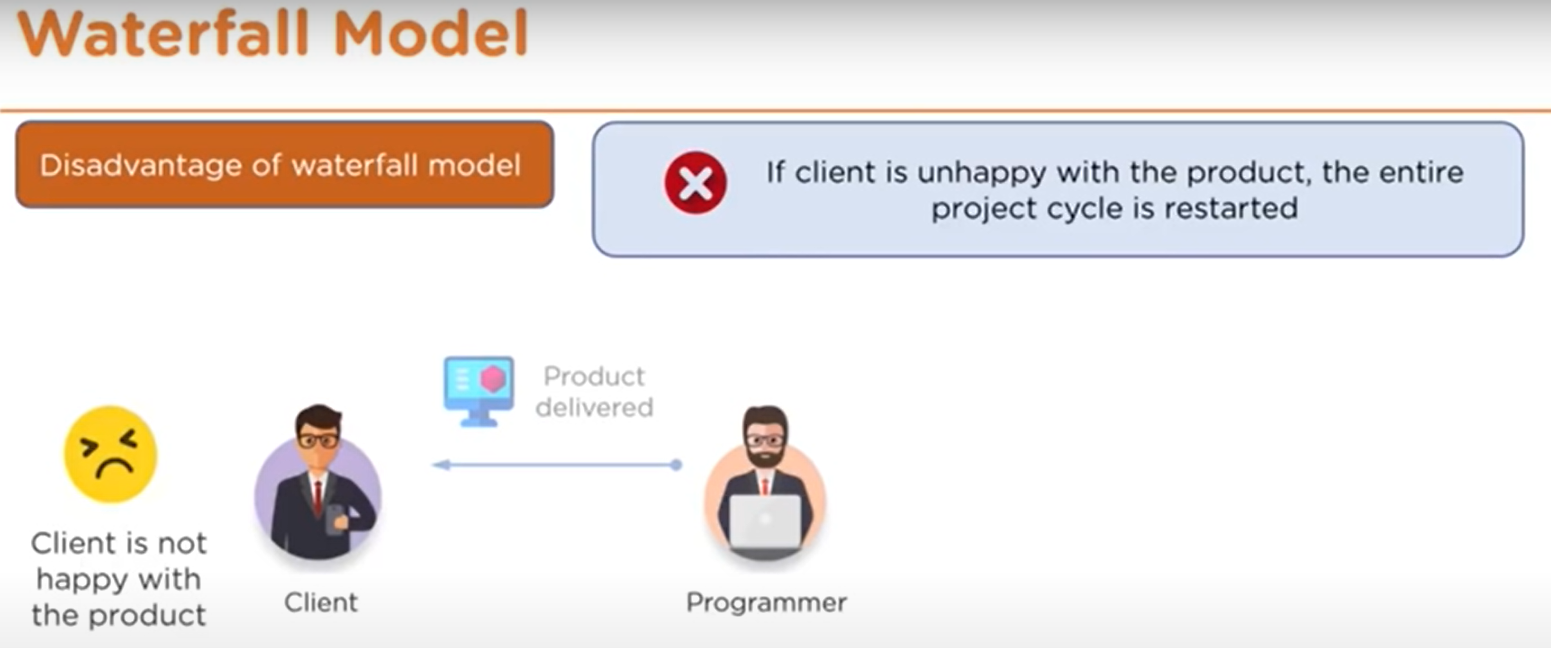 Waterfall Model
Disadvantage of waterfall model
If client is unhappy with the product, the entire
project cycle is restarted
Product
delivered
Client is not
happy with
the product
Client
Programmer